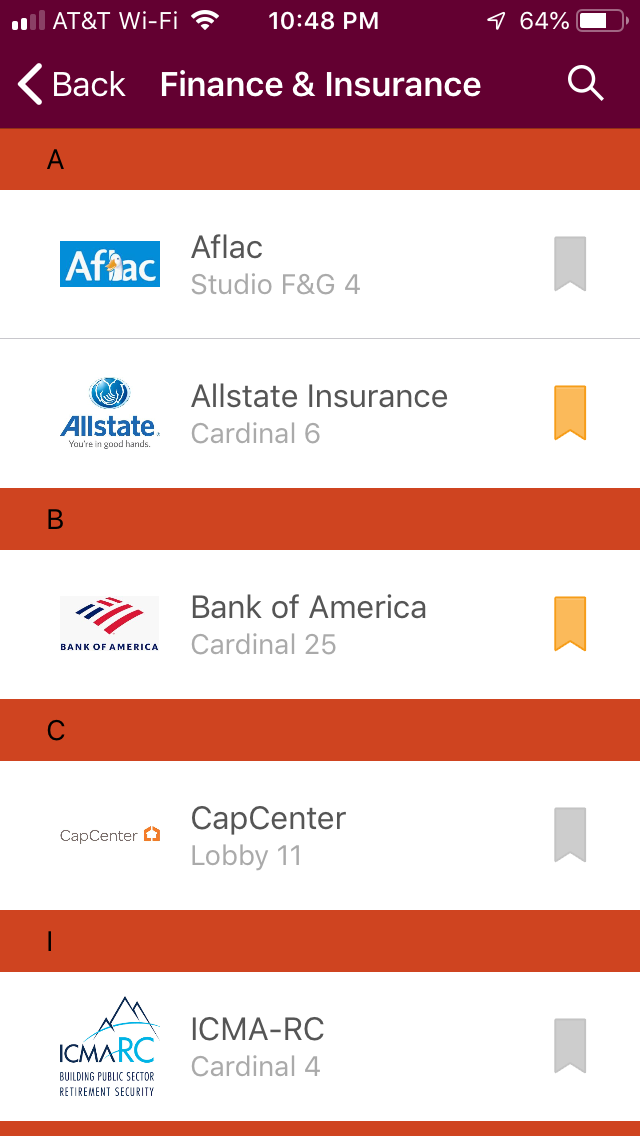 AT&T Wi-Fi 10:48 PM 64%
Back Finance & Insurance
A
Aflac
Aflac
Studio F&G 4
Allstate
You're in good hands.
Allstate Insurance
Cardinal 6
B
BANK OF AMERICA
Bank of America
Cardinal 25
C
CapCenter
CapCenter
Lobby 11
I
ICMARC
BUILDING PUBLIC SECTOR
RETIREMENT SECURITY
ICMA-RC
Cardinal 4